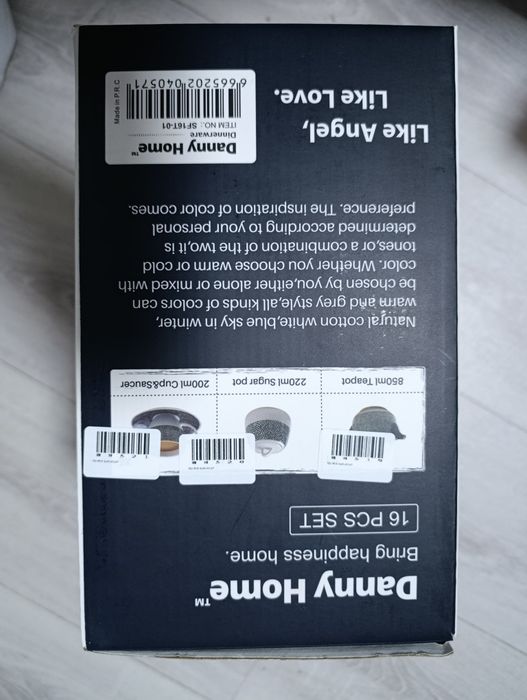 Danny Home™
Bring happiness home.
16 PCS SET
850ml Teapot
220ml Sugar pot
200ml Cup&Saucer
Natural cotton white,blue sky in winter,
warm and grey style,all kinds of colors can
be chosen by you,either alone or mixed with
color. Whether you choose warm or cold
tones,or a combination of the two,it is
determined according to your personal
preference. The inspiration of color comes.
Like Angel,
Like Love.
Danny Home™
Dinnerware
ITEM NO.: SF16T-01
6 665202 040571
Made in P.R.C